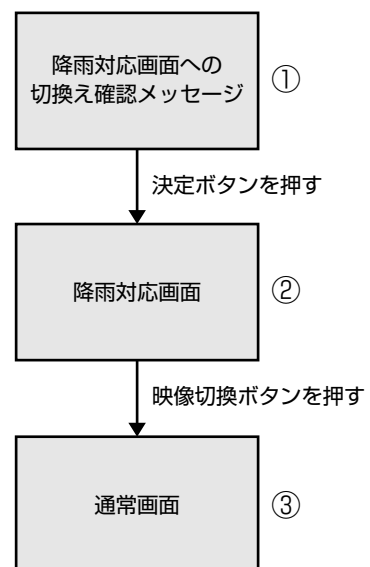 降雨対応画面への
切換え確認メッセージ
①
決定ボタンを押す
降雨対応画面
②
映像切換ボタンを押す
通常画面
③